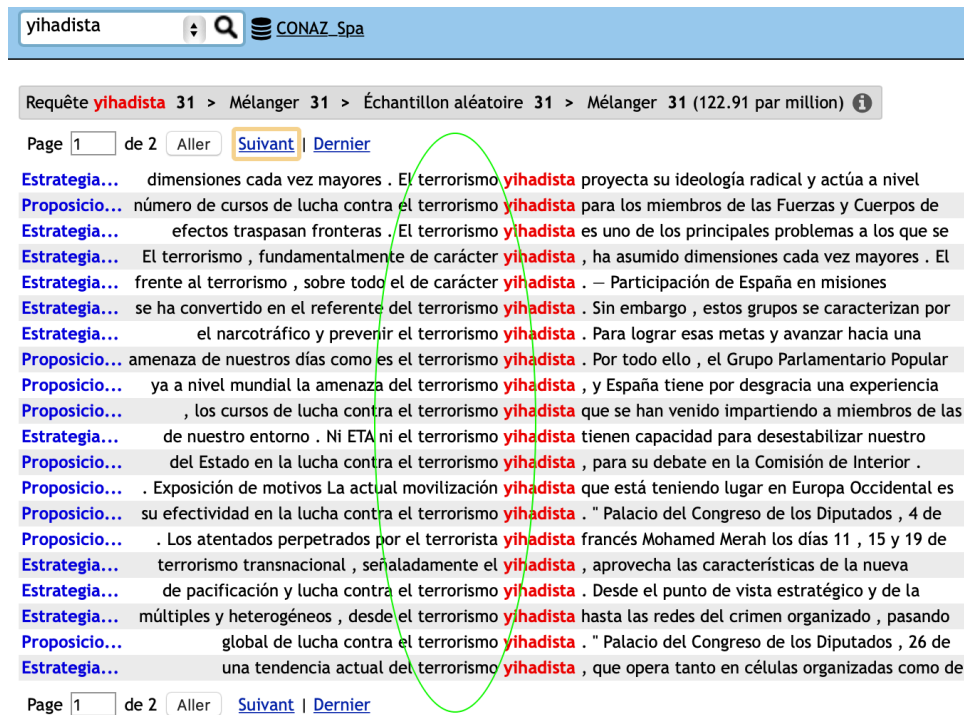 yihadista CONAZ_Spa
Requête yihadista 31 > Mélanger 31 > Échantillon aléatoire 31 > Mélanger 31 (122.91 par million) i
Page 1 de 2 Aller Suivant | Dernier
Estrategia... dimensiones cada vez mayores . El terrorismo yihadista proyecta su ideología radical y actúa a nivel
Proposicio... número de cursos de lucha contra el terrorismo yihadista para los miembros de las Fuerzas y Cuerpos de
Estrategia... efectos traspasan fronteras . El terrorismo yihadista es uno de los principales problemas a los que se
Estrategia... El terrorismo , fundamentalmente de carácter yihadista , ha asumido dimensiones cada vez mayores . El
Estrategia... frente al terrorismo , sobre todo el de carácter yihadista . — Participación de España en misiones
Estrategia... se ha convertido en el referente del terrorismo yihadista . Sin embargo , estos grupos se caracterizan por
Estrategia... el narcotráfico y prevenir el terrorismo yihadista . Para lograr esas metas y avanzar hacia una
Proposicio... amenaza de nuestros días como es el terrorismo yihadista . Por todo ello , el Grupo Parlamentario Popular
Proposicio... ya a nivel mundial la amenaza del terrorismo yihadista , y España tiene por desgracia una experiencia
Proposicio... , los cursos de lucha contra el terrorismo yihadista que se han venido impartiendo a miembros de las
Estrategia... de nuestro entorno . Ni ETA ni el terrorismo yihadista tienen capacidad para desestabilizar nuestro
Proposicio... del Estado en la lucha contra el terrorismo yihadista , para su debate en la Comisión de Interior .
Proposicio... . Exposición de motivos La actual movilización yihadista que está teniendo lugar en Europa Occidental es
Proposicio... su efectividad en la lucha contra el terrorismo yihadista . " Palacio del Congreso de los Diputados , 4 de
Proposicio... . Los atentados perpetrados por el terrorista yihadista francés Mohamed Merah los días 11 , 15 y 19 de
Estrategia... terrorismo transnacional , señaladamente el yihadista , aprovecha las características de la nueva
Estrategia... de pacificación y lucha contra el terrorismo yihadista . Desde el punto de vista estratégico y de la
Estrategia... múltiples y heterogéneos , desde el terrorismo yihadista hasta las redes del crimen organizado , pasando
Proposicio... global de lucha contra el terrorismo yihadista . " Palacio del Congreso de los Diputados , 26 de
Estrategia... una tendencia actual del terrorismo yihadista , que opera tanto en células organizadas como de
Page 1 de 2 Aller Suivant | Dernier